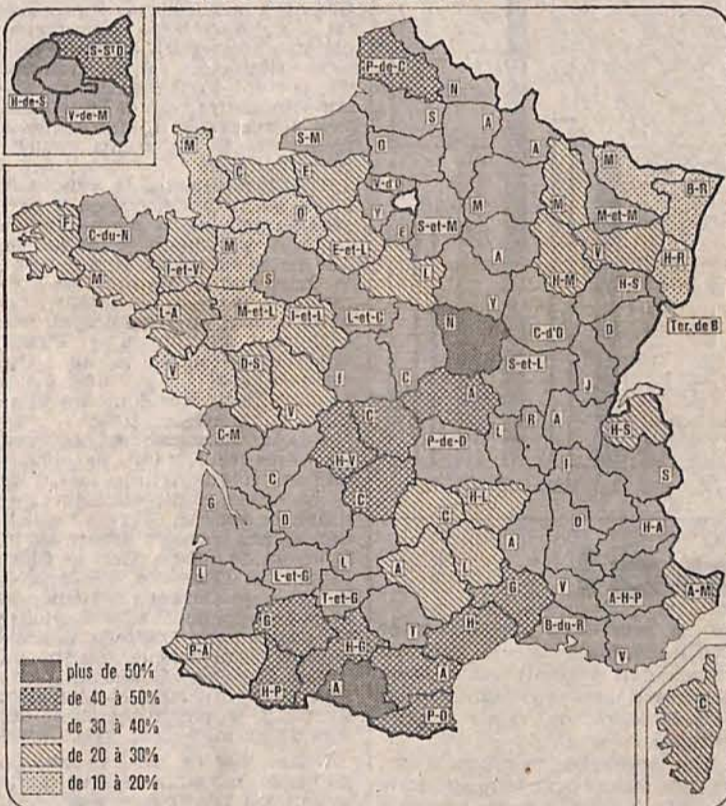 S-StD
H-de-S
V-de-M
P-de-C
N
S
A
S-M
O
A
M
C
E
V-d'O
M
B-R
Y
E
S-et-M
M
M
M-et-M
F
C-du-N
O
I-et-V
M
E-et-L
A
H-M
V
H-R
M
S
L
Y
H-S
L-A
M-et-L
I-et-L
L-et-C
N
C-d'O
D
Ter. de B
S-et-L
V
D-S
V
I
C
A
J
C-M
H-V
C
P-de-D
L
R
A
H-S
C
C
I
S
G
D
C
H-L
A
D
H-A
L
L-et-G
L
A
L
T-et-G
G
V
A-H-P
A-M
G
T
H
B-du-R
V
P-A
H-G
H-P
A
A
P-O
C
plus de 50%
de 40 à 50%
de 30 à 40%
de 20 à 30%
de 10 à 20%